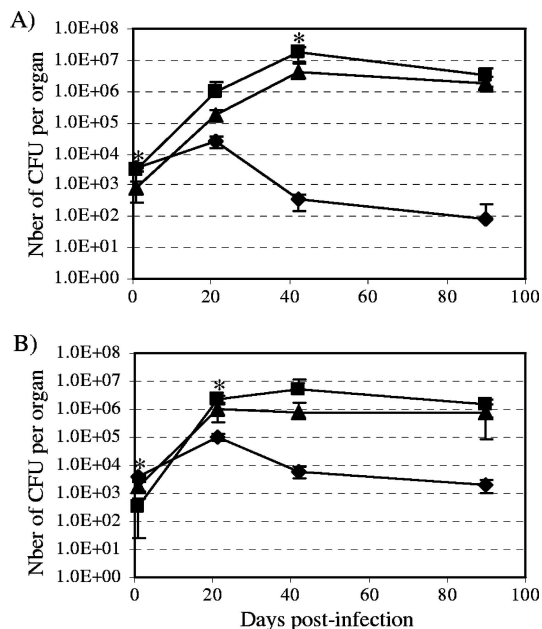 A)
1.0E+08
1.0E+07
1.0E+06
1.0E+05
1.0E+04
1.0E+03
1.0E+02
1.0E+01
1.0E+00
Nber of CFU per organ
*
*
0 20 40 60 80 100
B)
1.0E+08
1.0E+07
1.0E+06
1.0E+05
1.0E+04
1.0E+03
1.0E+02
1.0E+01
1.0E+00
Nber of CFU per organ
*
*
0 20 40 60 80 100
Days post-infection